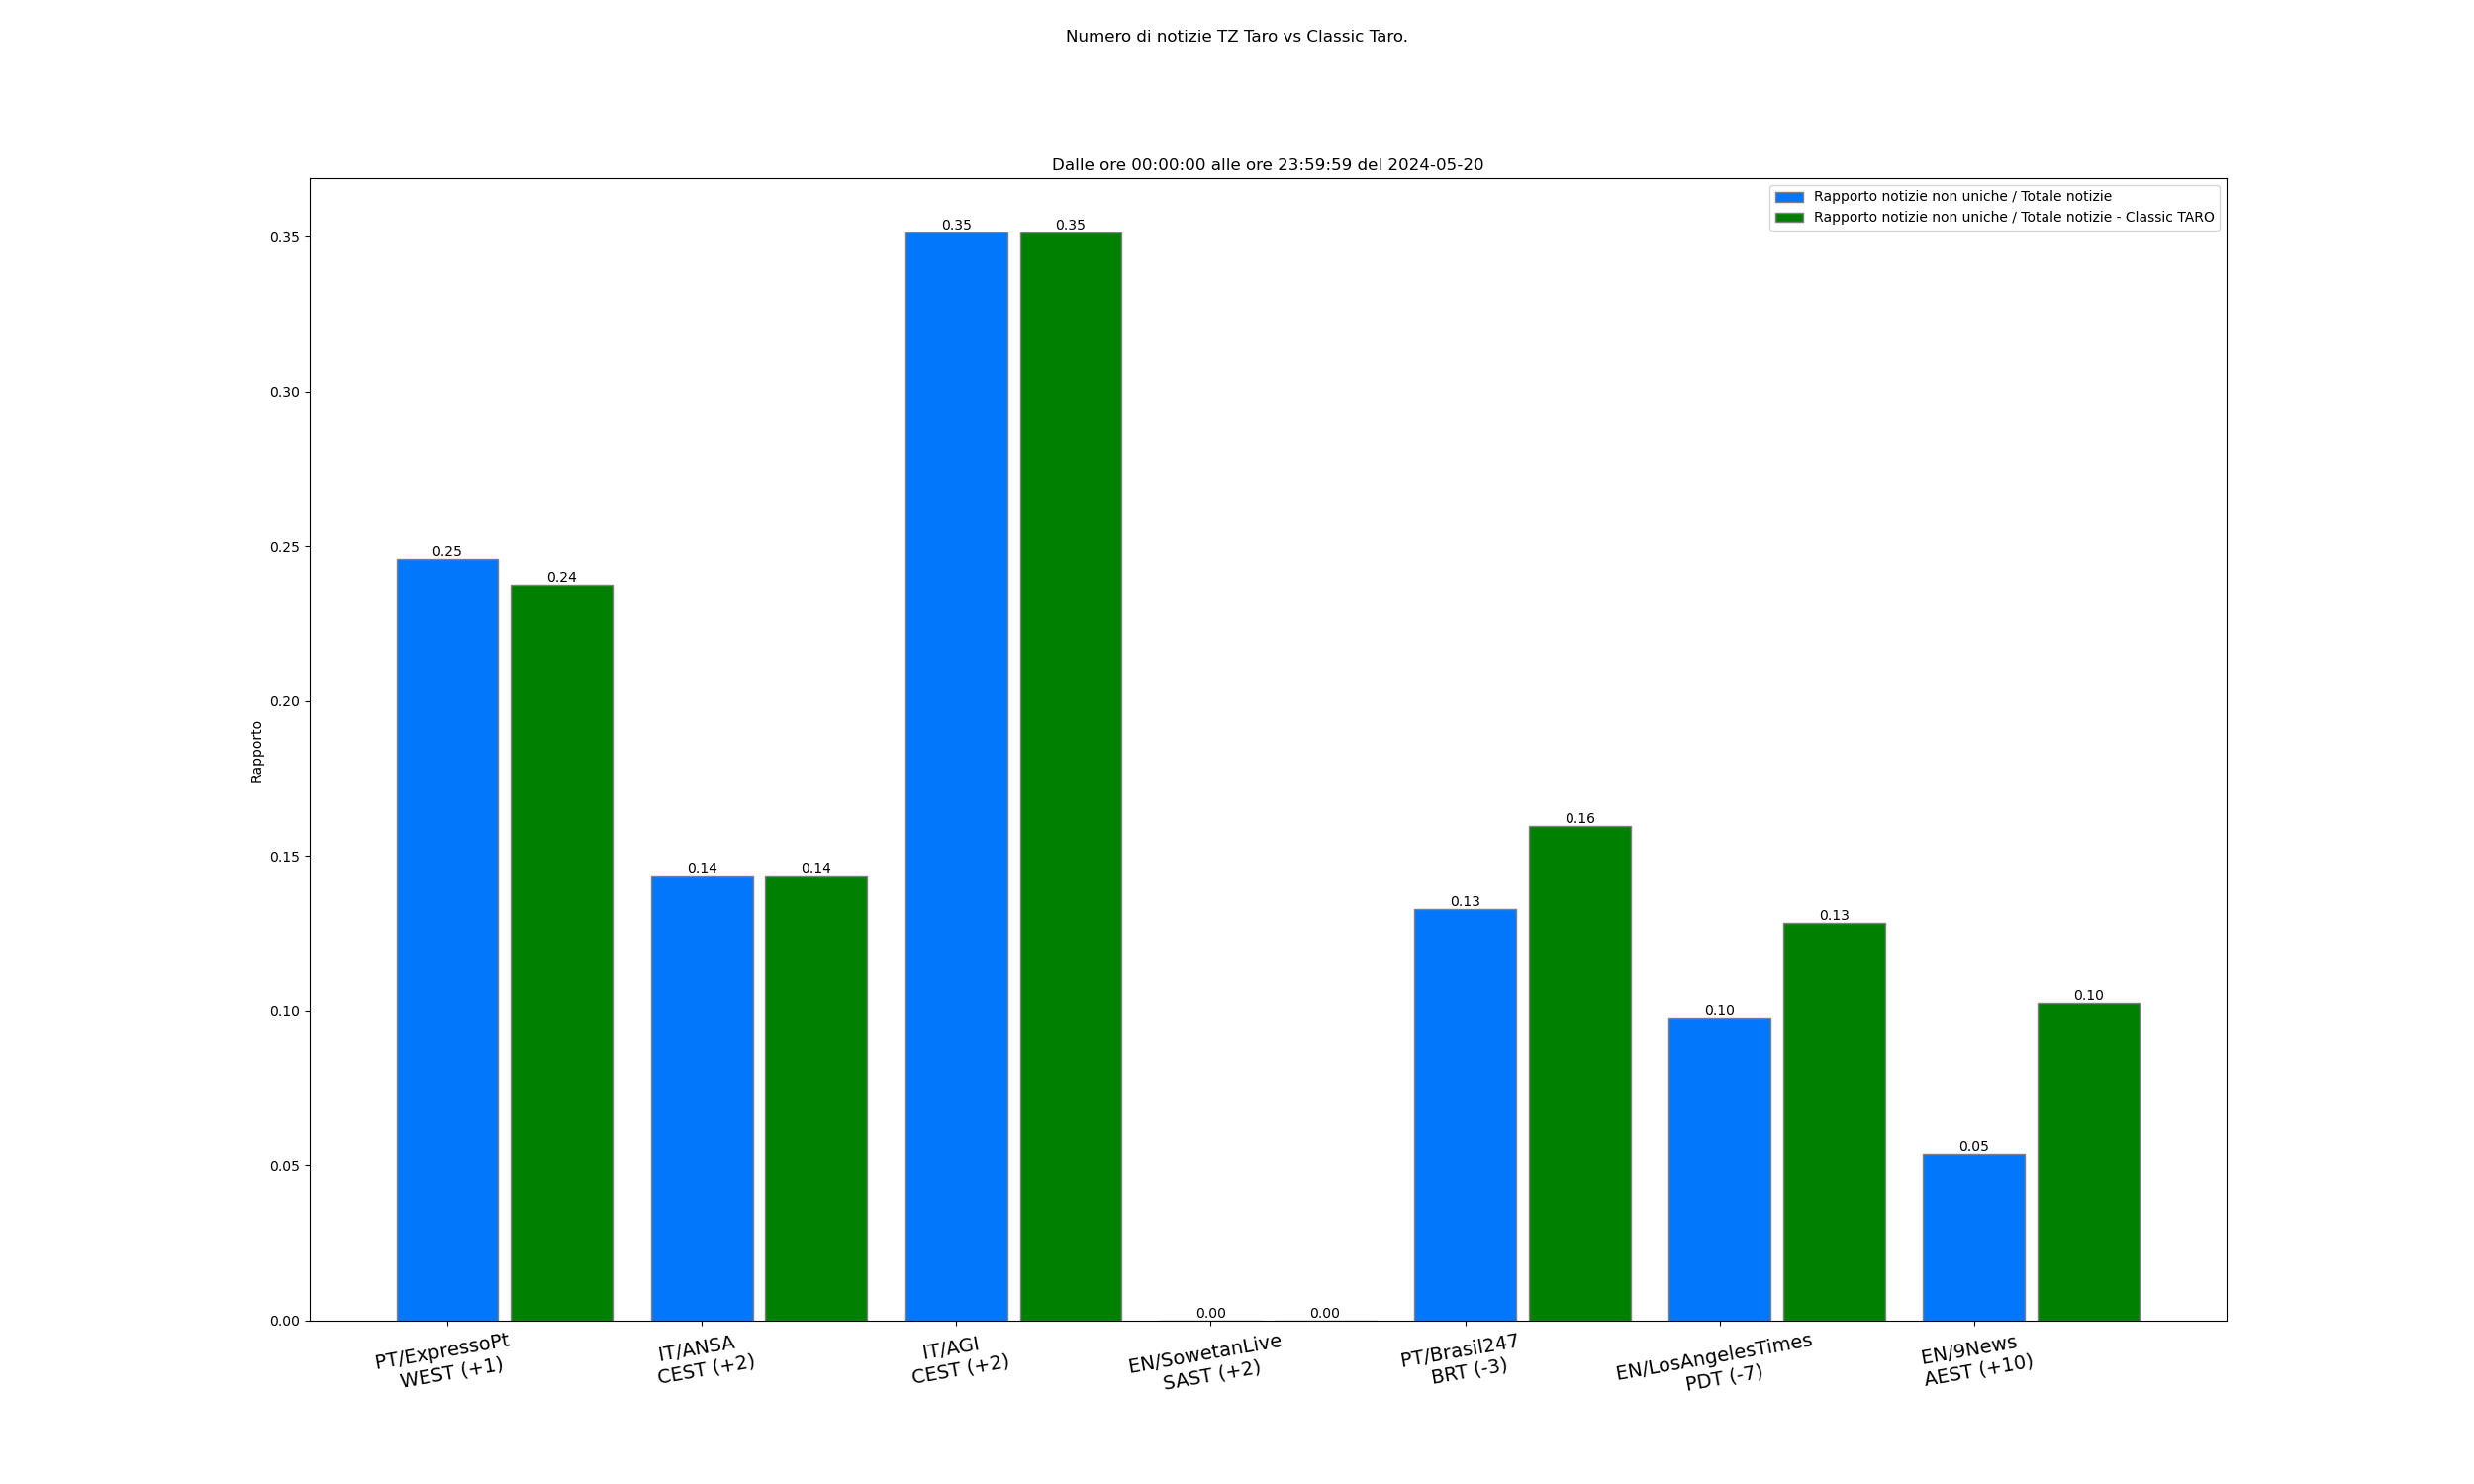 Numero di notizie TZ Taro vs Classic Taro.
Dalle ore 00:00:00 alle ore 23:59:59 del 2024-05-20
Rapporto notizie non uniche / Totale notizie
Rapporto notizie non uniche / Totale notizie - Classic TARO
Rapporto
0.35
0.30
0.25
0.20
0.15
0.10
0.05
0.00
0.25
0.24
0.14
0.14
0.35
0.35
0.00
0.00
0.13
0.16
0.10
0.13
0.05
0.10
PT/ExpressoPt
WEST (+1)
IT/ANSA
CEST (+2)
IT/AGI
CEST (+2)
EN/SowetanLive
SAST (+2)
PT/Brasil247
BRT (-3)
EN/LosAngelesTimes
PDT (-7)
EN/9News
AEST (+10)